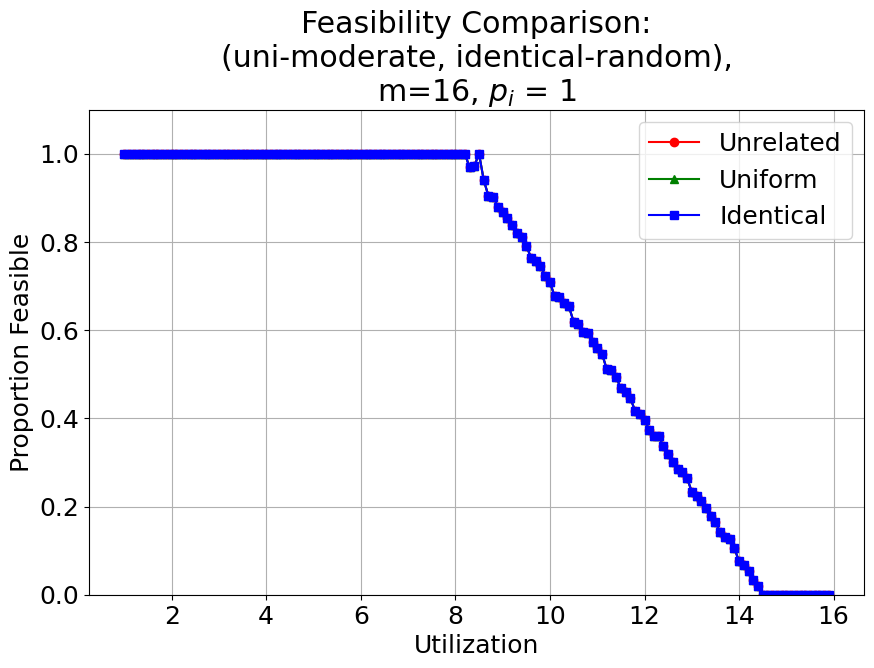 Feasibility Comparison:
(uni-moderate, identical-random),
m=16, p_i = 1
Unrelated
Uniform
Identical
Proportion Feasible
1.0
0.8
0.6
0.4
0.2
0.0
2 4 6 8 10 12 14 16
Utilization